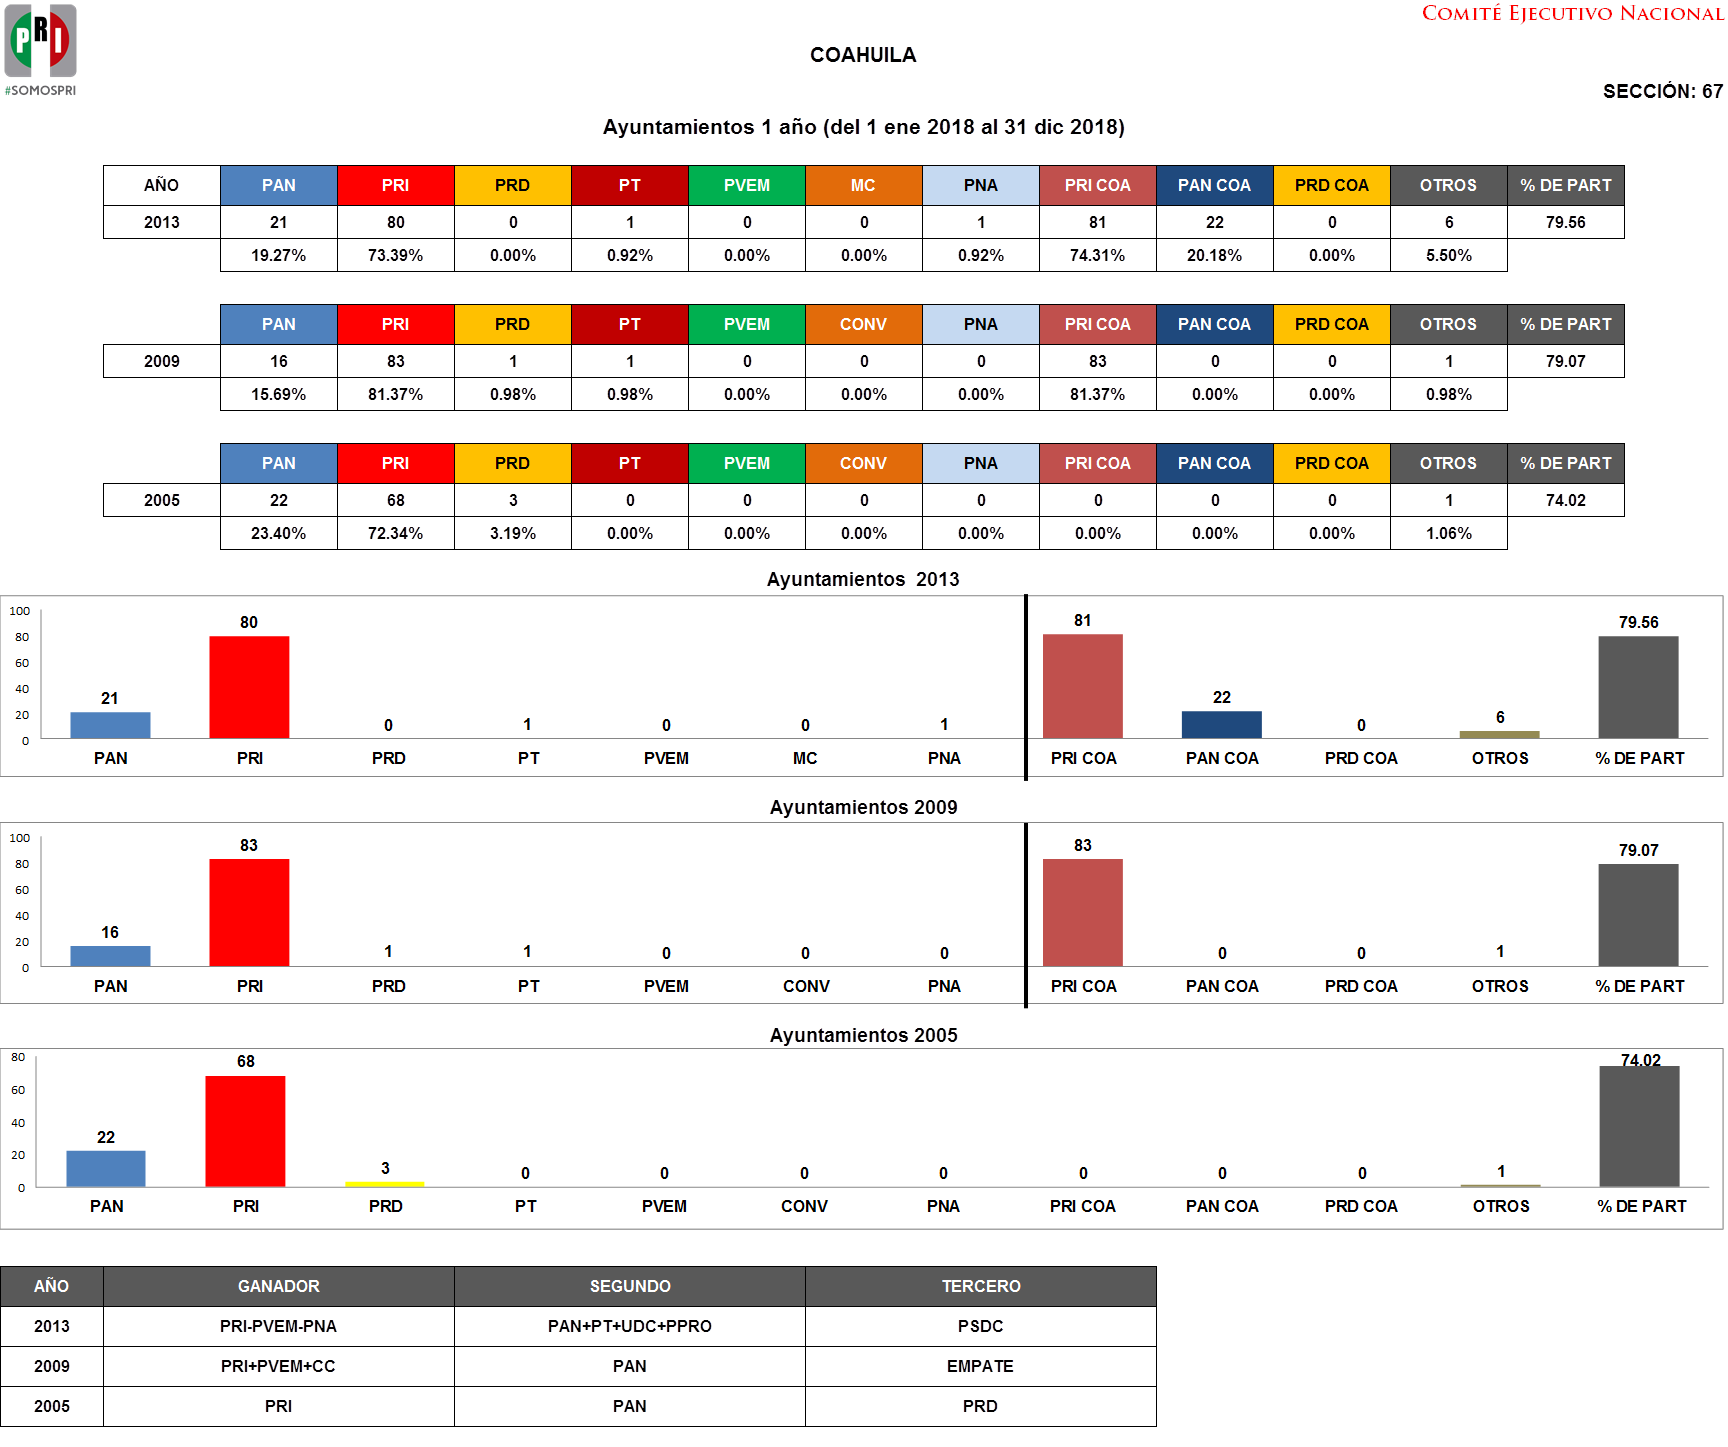 PRI
#SOMOSPRI
COMITÉ EJECUTIVO NACIONAL
COAHUILA
SECCIÓN: 67
Ayuntamientos 1 año (del 1 ene 2018 al 31 dic 2018)
AÑO PAN PRI PRD PT PVEM MC PNA PRI COA PAN COA PRD COA OTROS % DE PART
2013 21 80 0 1 0 0 1 81 22 0 6 79.56
19.27% 73.39% 0.00% 0.92% 0.00% 0.00% 0.92% 74.31% 20.18% 0.00% 5.50%
PAN PRI PRD PT PVEM CONV PNA PRI COA PAN COA PRD COA OTROS % DE PART
2009 16 83 1 1 0 0 0 83 0 0 1 79.07
15.69% 81.37% 0.98% 0.98% 0.00% 0.00% 0.00% 81.37% 0.00% 0.00% 0.98%
PAN PRI PRD PT PVEM CONV PNA PRI COA PAN COA PRD COA OTROS % DE PART
2005 22 68 3 0 0 0 0 0 0 0 1 74.02
23.40% 72.34% 3.19% 0.00% 0.00% 0.00% 0.00% 0.00% 0.00% 0.00% 1.06%
Ayuntamientos 2013
100
80
60
40
20
0
21 80 0 1 0 0 1 81 22 0 6 79.56
PAN PRI PRD PT PVEM MC PNA PRI COA PAN COA PRD COA OTROS % DE PART
Ayuntamientos 2009
100
80
60
40
20
0
16 83 1 1 0 0 0 83 0 0 1 79.07
PAN PRI PRD PT PVEM CONV PNA PRI COA PAN COA PRD COA OTROS % DE PART
Ayuntamientos 2005
80
60
40
20
0
22 68 3 0 0 0 0 0 0 0 1 74.02
PAN PRI PRD PT PVEM CONV PNA PRI COA PAN COA PRD COA OTROS % DE PART
AÑO GANADOR SEGUNDO TERCERO
2013 PRI-PVEM-PNA PAN+PT+UDC+PPRO PSDC
2009 PRI+PVEM+CC PAN EMPATE
2005 PRI PAN PRD